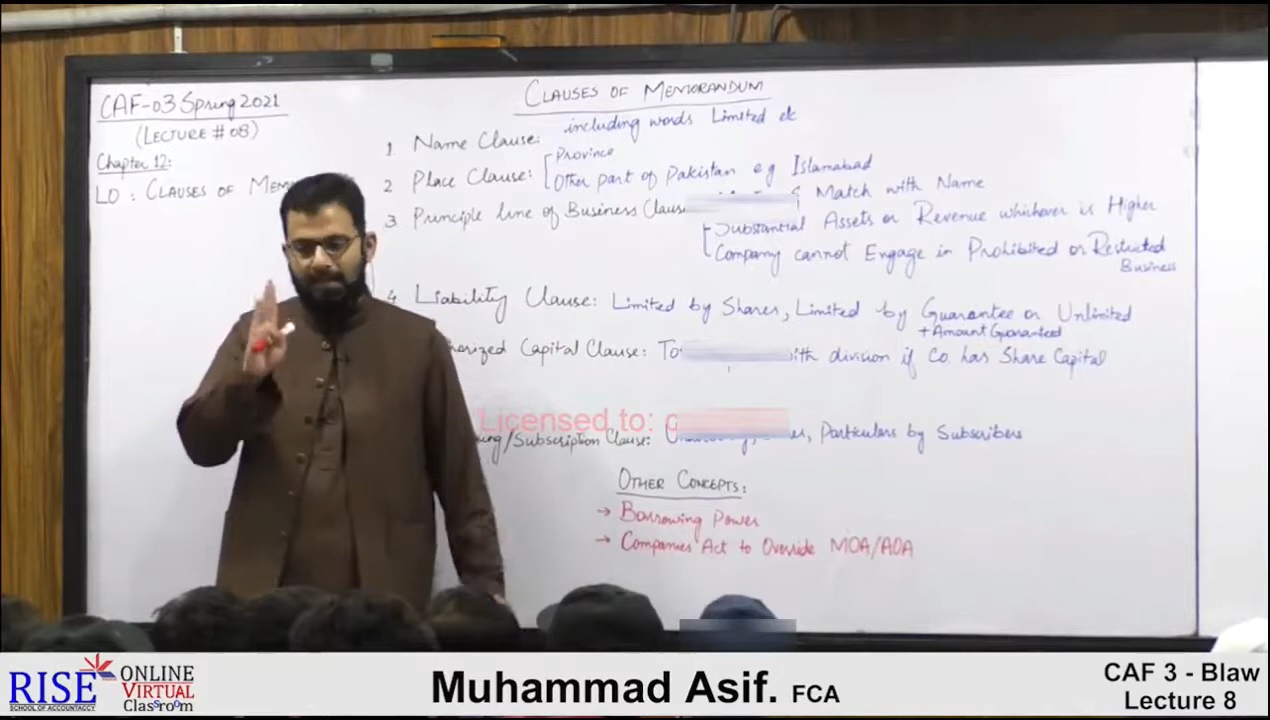 CAF-03 Spring 2021
(LECTURE # 08)
Chapter 12:
LO : CLAUSES OF
CLAUSES OF MEMORANDUM
including words Limited etc
1 Name Clause:
Province
2 Place Clause: Other part of Pakistan e.g Islamabad
3 Principle line of Business Clause
Match with Name
Substantial Assets or Revenue whichever is Higher
Company cannot Engage in Prohibited or Restricted
Business
4 Liability Clause: Limited by Shares, Limited by Guarantee or Unlimited
+Amount Guaranteed
Capital Clause: with division if Co. has Share Capital
Licensed to:
/Subscription Clause: Particulars by Subscribers
OTHER CONCEPTS:
→ Borrowing Power
→ Companies Act to Override MOA/AOA
RISE ONLINE
VIRTUAL
SCHOOL OF ACCOUNTANCY Classroom
Muhammad Asif. FCA
CAF 3 - Blaw
Lecture 8